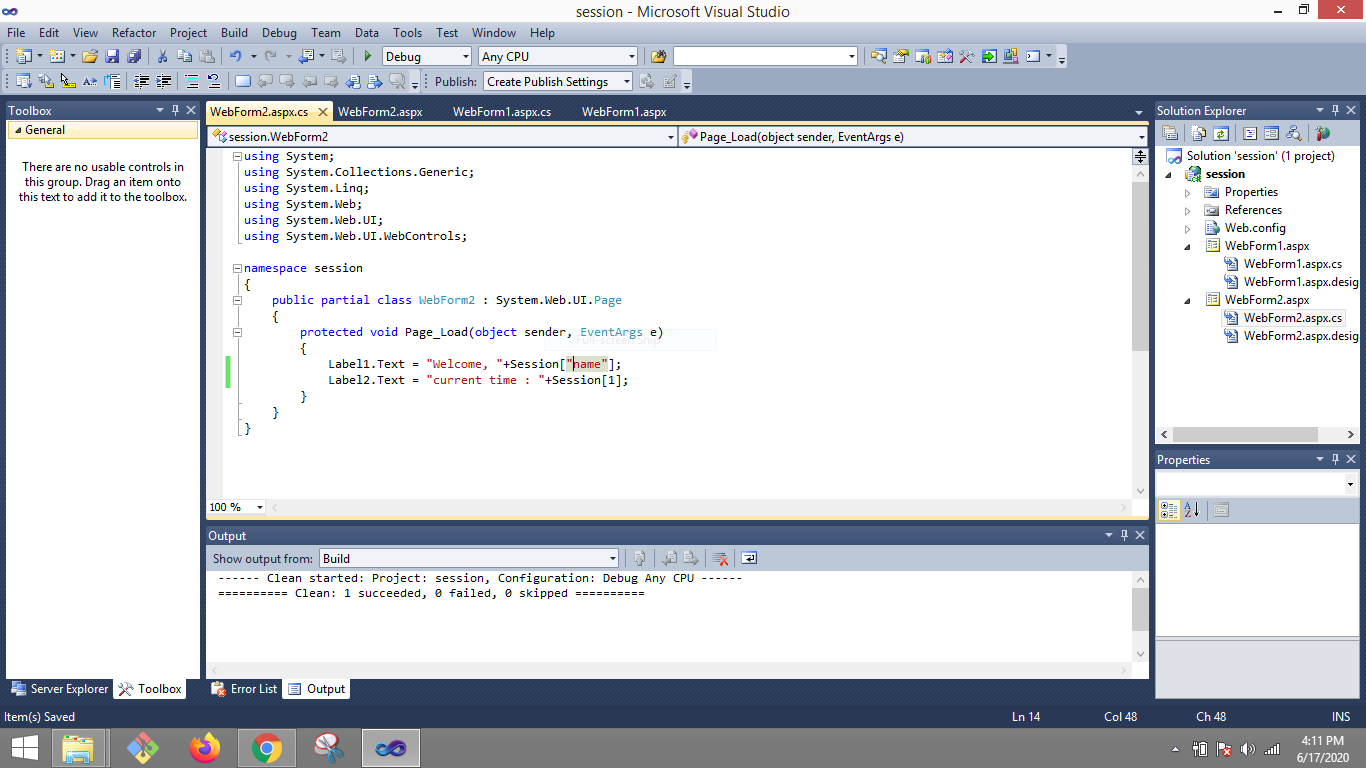 session - Microsoft Visual Studio
File Edit View Refactor Project Build Debug Team Data Tools Test Window Help
Debug Any CPU
Publish: Create Publish Settings
Toolbox
General
There are no usable controls in
this group. Drag an item onto
this text to add it to the toolbox.
Server Explorer Toolbox
WebForm2.aspx.cs WebForm2.aspx WebForm1.aspx.cs WebForm1.aspx
session.WebForm2 Page_Load(object sender, EventArgs e)
using System;
using System.Collections.Generic;
using System.Linq;
using System.Web;
using System.Web.UI;
using System.Web.UI.WebControls;
namespace session
{
public partial class WebForm2 : System.Web.UI.Page
{
protected void Page_Load(object sender, EventArgs e)
Full-screen Snip
{
Label1.Text = "Welcome, "+Session["name"];
Label2.Text = "current time : "+Session[1];
}
}
}
100 %
Output
Show output from: Build
------ Clean started: Project: session, Configuration: Debug Any CPU ------
========== Clean: 1 succeeded, 0 failed, 0 skipped ==========
Error List Output
Solution Explorer
Solution 'session' (1 project)
session
Properties
References
Web.config
WebForm1.aspx
WebForm1.aspx.cs
WebForm1.aspx.desig
WebForm2.aspx
WebForm2.aspx.cs
WebForm2.aspx.desig
Properties
Item(s) Saved Ln 14 Col 48 Ch 48 INS
4:11 PM
6/17/2020